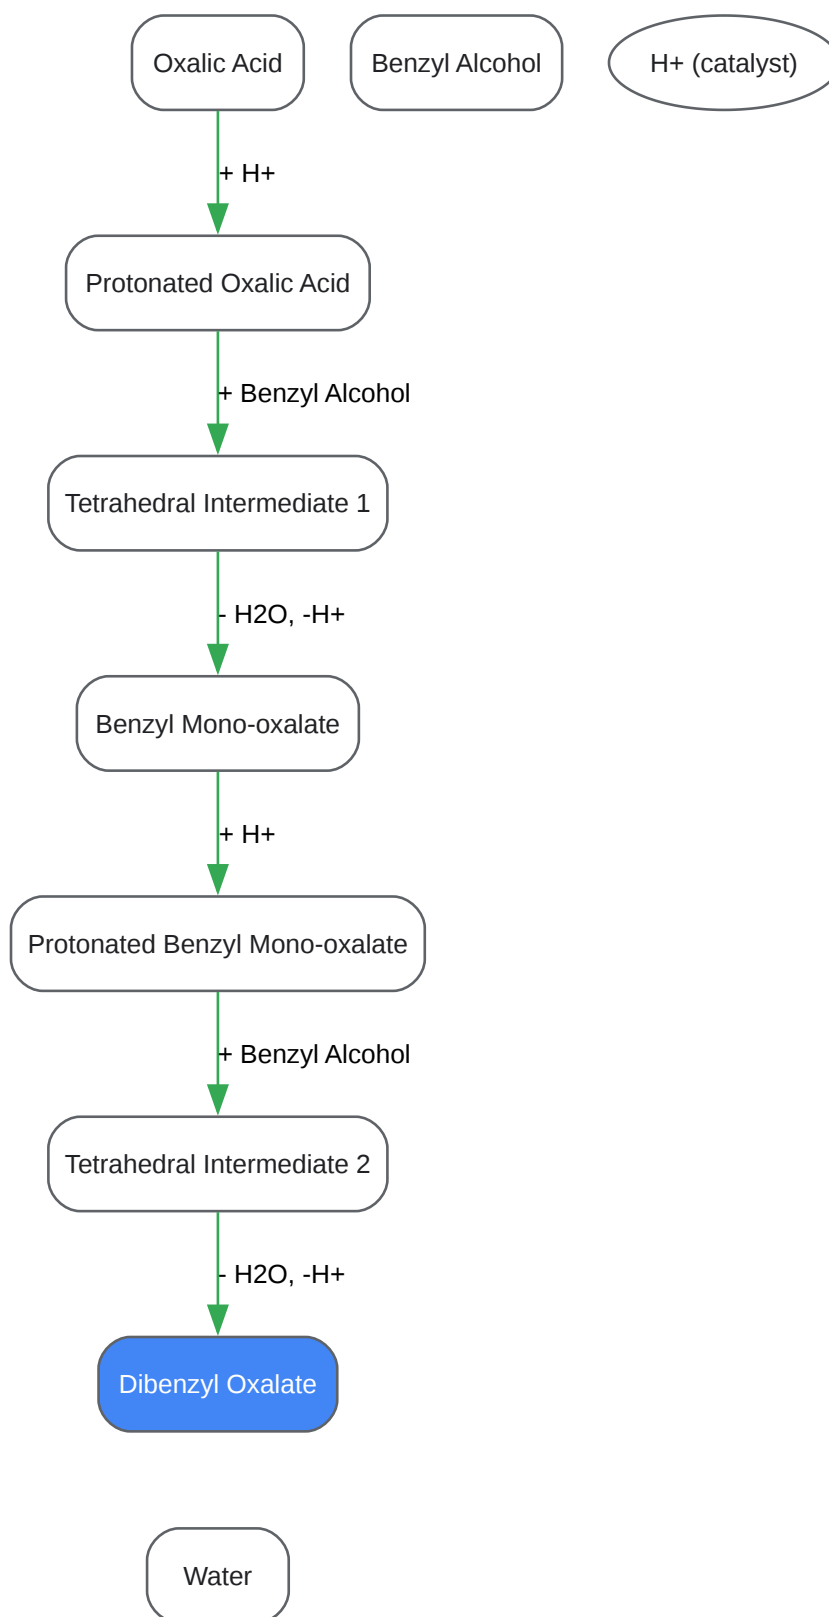 Oxalic Acid
Benzyl Alcohol
H+ (catalyst)
+ H+
Protonated Oxalic Acid
+ Benzyl Alcohol
Tetrahedral Intermediate 1
- H2O, -H+
Benzyl Mono-oxalate
+ H+
Protonated Benzyl Mono-oxalate
+ Benzyl Alcohol
Tetrahedral Intermediate 2
- H2O, -H+
Dibenzyl Oxalate
Water